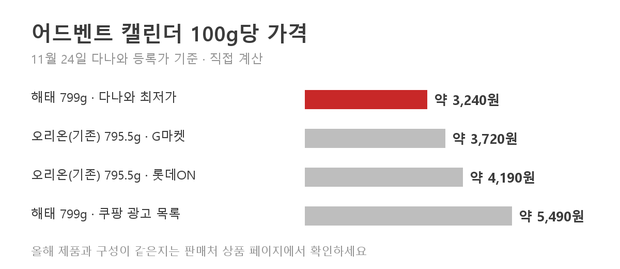 어드벤트 캘린더 100g당 가격
11월 24일 다나와 등록가 기준 · 직접 계산
해태 799g · 다나와 최저가 약 3,240원
오리온(기존) 795.5g · G마켓 약 3,720원
오리온(기존) 795.5g · 롯데ON 약 4,190원
해태 799g · 쿠팡 광고 목록 약 5,490원
올해 제품과 구성이 같은지는 판매처 상품 페이지에서 확인하세요